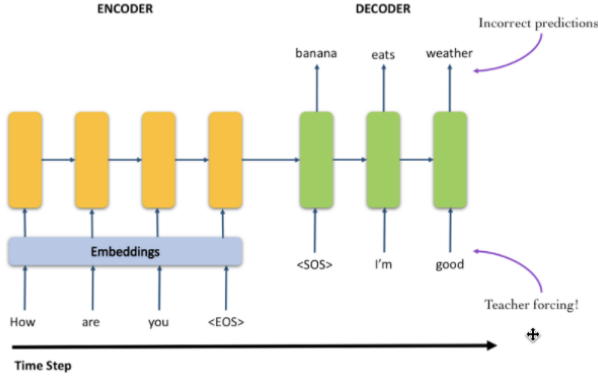 ENCODER
DECODER
Incorrect predictions
banana
eats
weather
Embeddings
<SOS>
I'm
good
Teacher forcing!
How
are
you
<EOS>
Time Step